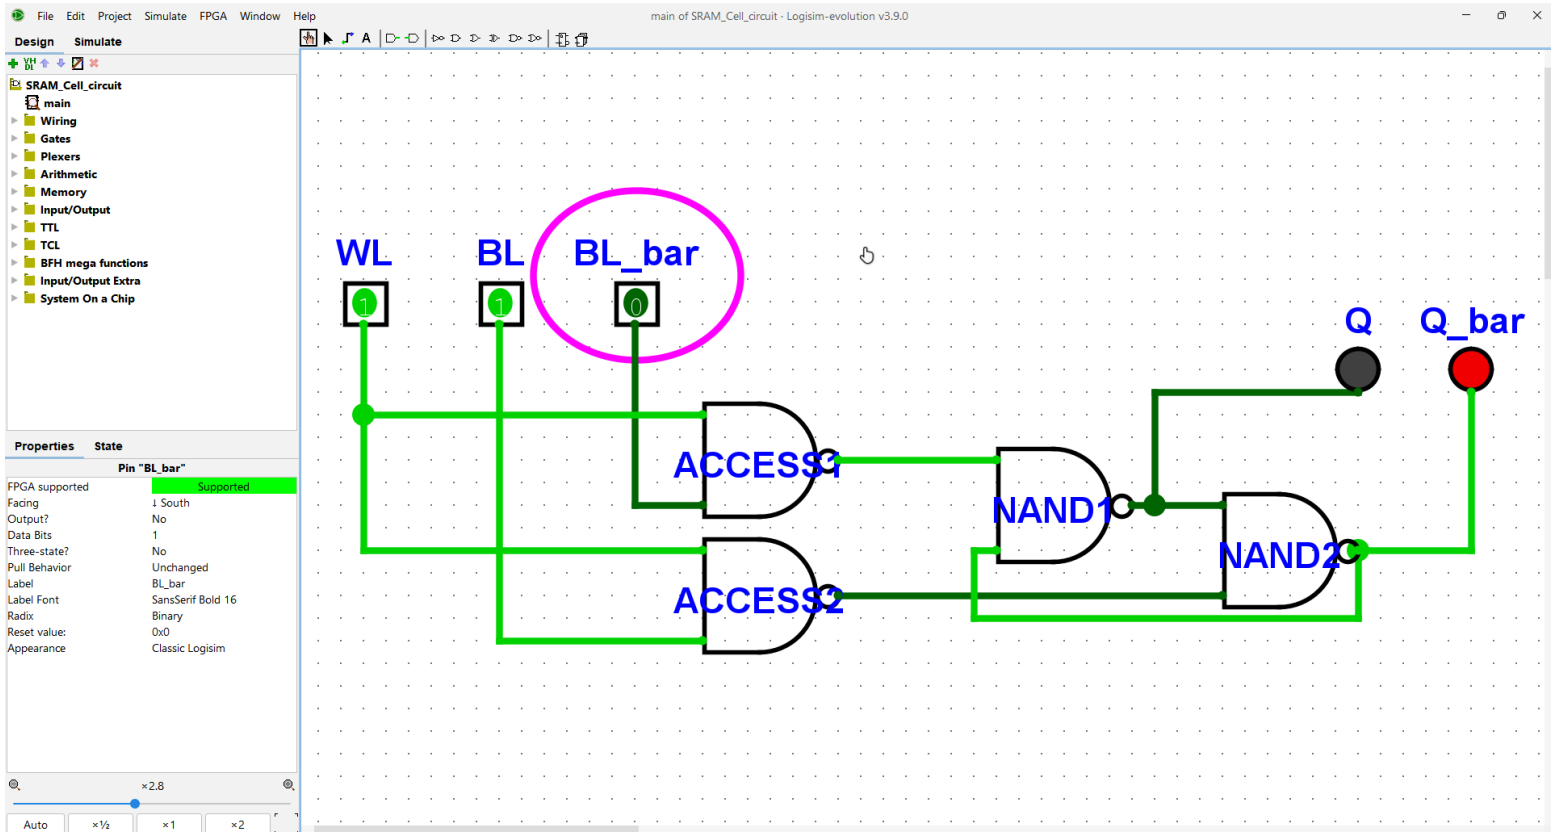 File Edit Project Simulate FPGA Window Help
main of SRAM_Cell_circuit · Logisim-evolution v3.9.0
Design Simulate
A
VH
DL
SRAM_Cell_circuit
main
Wiring
Gates
Plexers
Arithmetic
Memory
Input/Output
TTL
TCL
BFH mega functions
Input/Output Extra
System On a Chip
Properties State
Pin "BL_bar"
FPGA supported Supported
Facing ↓ South
Output? No
Data Bits 1
Three-state? No
Pull Behavior Unchanged
Label BL_bar
Label Font SansSerif Bold 16
Radix Binary
Reset value: 0x0
Appearance Classic Logisim
×2.8
Auto ×½ ×1 ×2
WL BL BL_bar
1 1 0
Q Q_bar
ACCESS1
NAND1
NAND2
ACCESS2